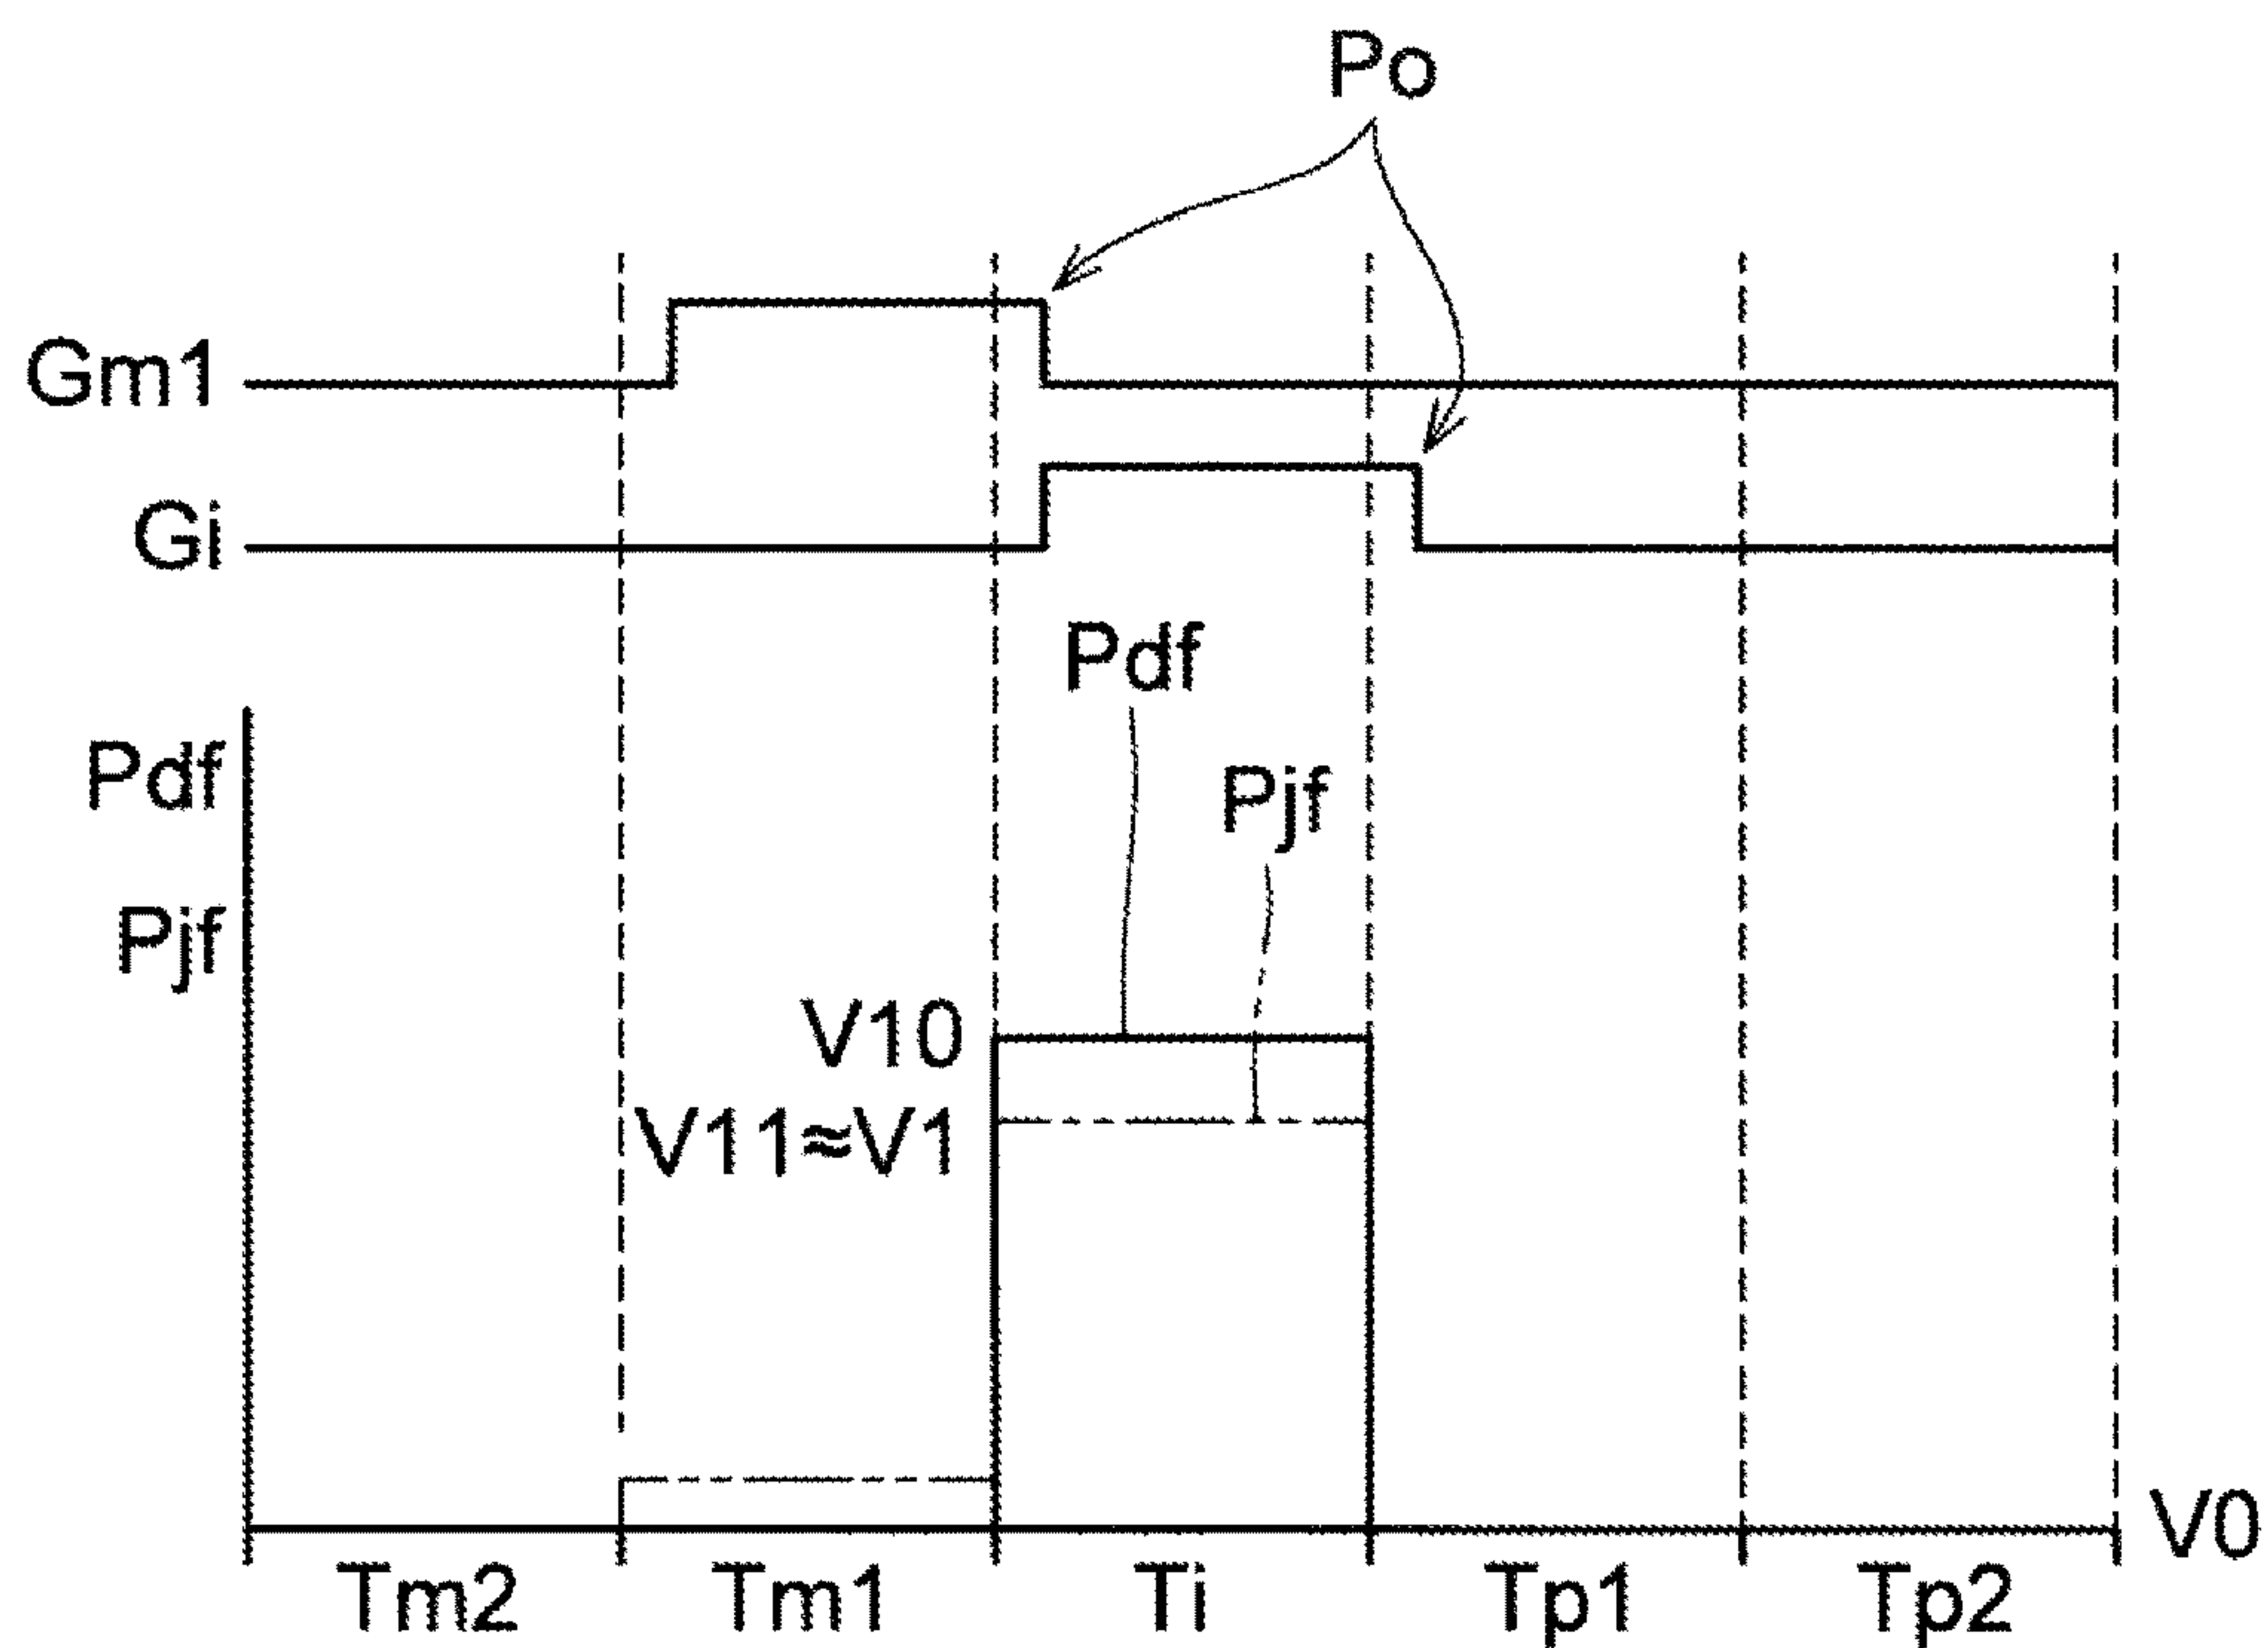 Po
Gm1
Gi
Pdf
Pdf
Pjf
Pjf
V10
V11≈V1
V0
Tm2 Tm1 Ti Tp1 Tp2